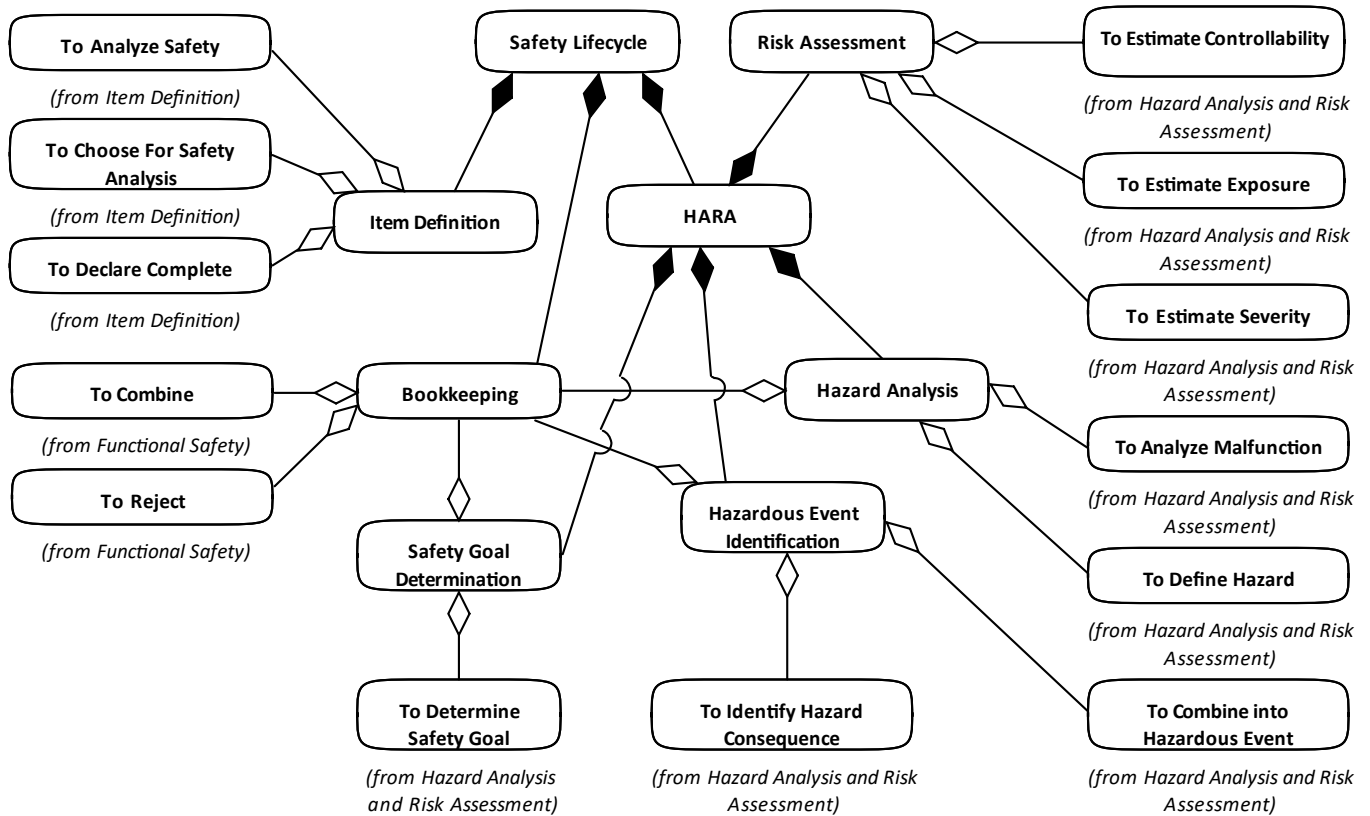 To Analyze Safety
(from Item Definition)
To Choose For Safety
Analysis
(from Item Definition)
To Declare Complete
(from Item Definition)
Safety Lifecycle
Risk Assessment
To Estimate Controllability
(from Hazard Analysis and Risk
Assessment)
To Estimate Exposure
(from Hazard Analysis and Risk
Assessment)
To Estimate Severity
(from Hazard Analysis and Risk
Assessment)
Item Definition
HARA
To Combine
(from Functional Safety)
To Reject
(from Functional Safety)
Bookkeeping
Hazard Analysis
To Analyze Malfunction
(from Hazard Analysis and Risk
Assessment)
Safety Goal
Determination
Hazardous Event
Identification
To Define Hazard
(from Hazard Analysis and Risk
Assessment)
To Determine
Safety Goal
(from Hazard Analysis
and Risk Assessment)
To Identify Hazard
Consequence
(from Hazard Analysis and Risk
Assessment)
To Combine into
Hazardous Event
(from Hazard Analysis and Risk
Assessment)